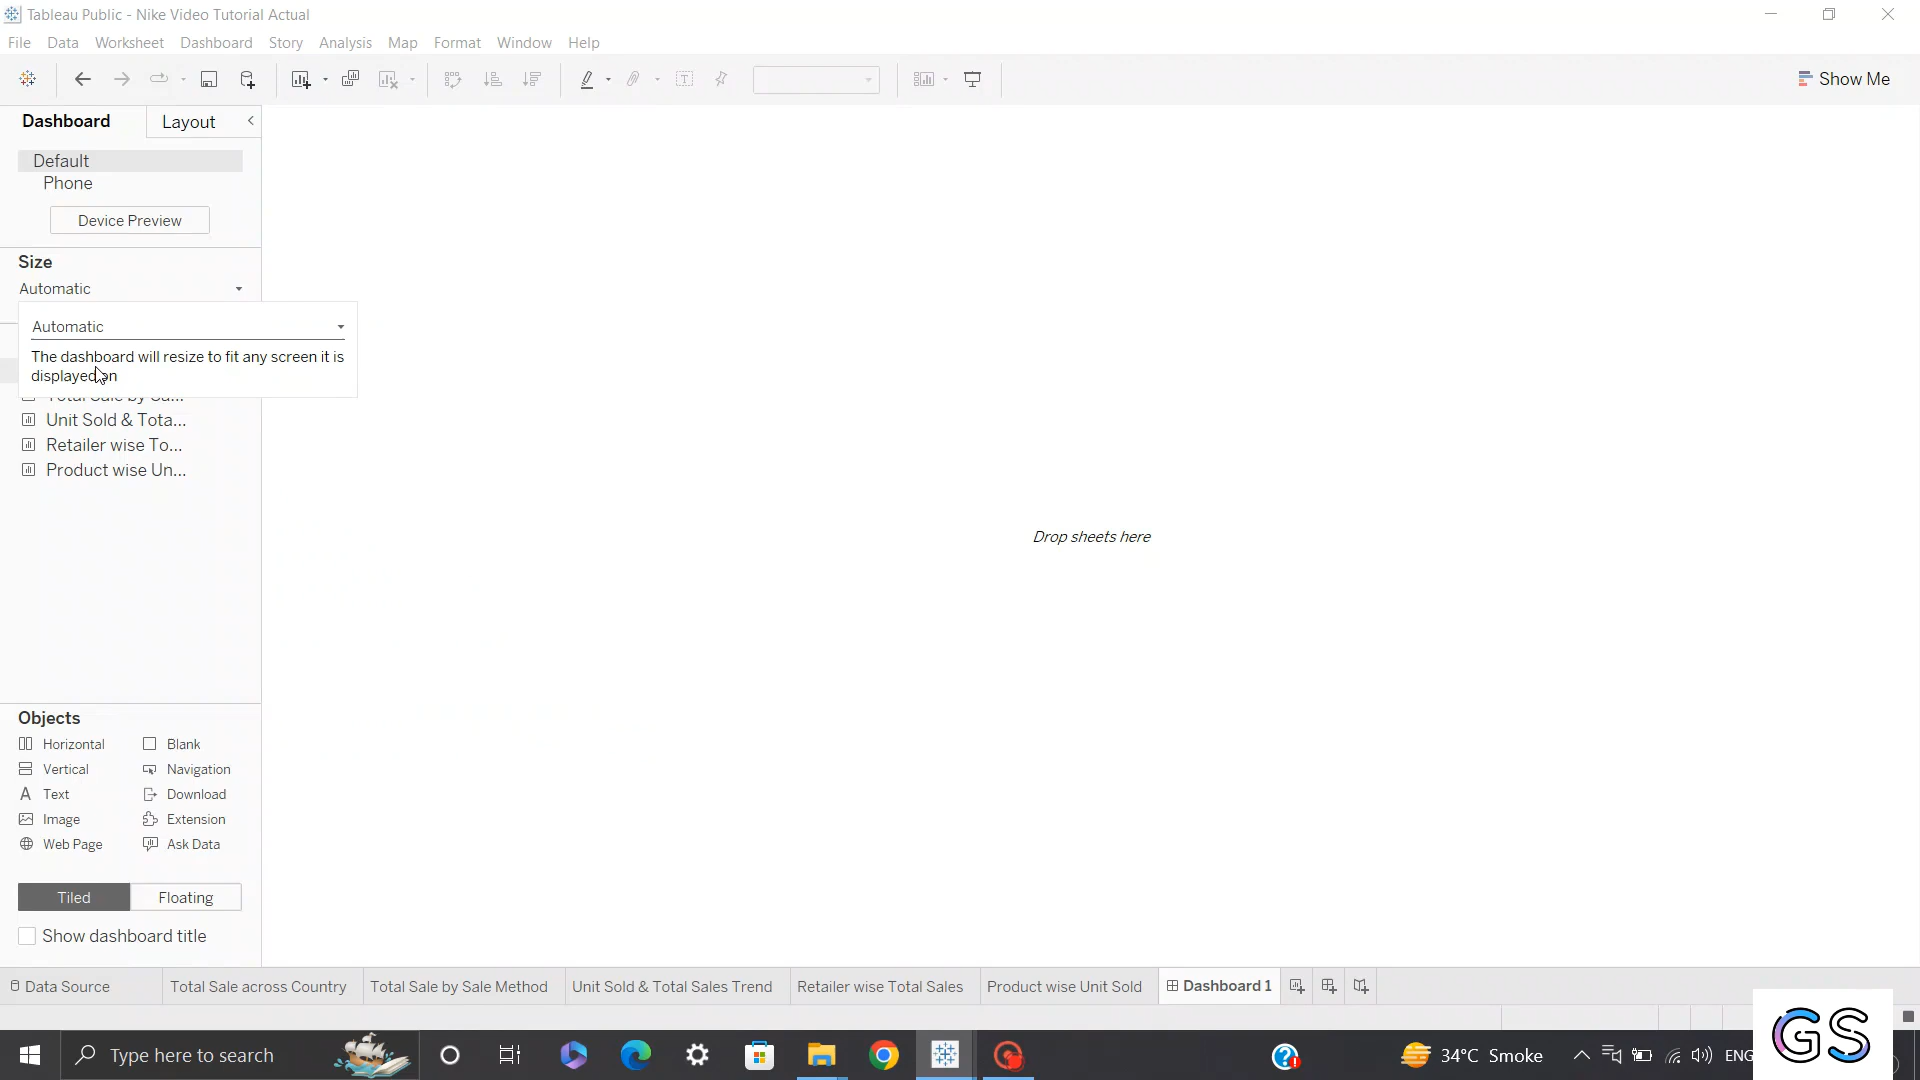 Tableau Public - Nike Video Tutorial Actual
File Data Worksheet Dashboard Story Analysis Map Format Window Help
Show Me
Dashboard Layout
Default
Phone
Device Preview
Size
Automatic
Automatic
The dashboard will resize to fit any screen it is
displayed on
Total Sale by Sa...
Unit Sold & Tota...
Retailer wise To...
Product wise Un...
Drop sheets here
Objects
Horizontal Blank
Vertical Navigation
Text Download
Image Extension
Web Page Ask Data
Tiled Floating
Show dashboard title
Data Source Total Sale across Country Total Sale by Sale Method Unit Sold & Total Sales Trend Retailer wise Total Sales Product wise Unit Sold Dashboard 1
Type here to search 34°C Smoke ENG
GS